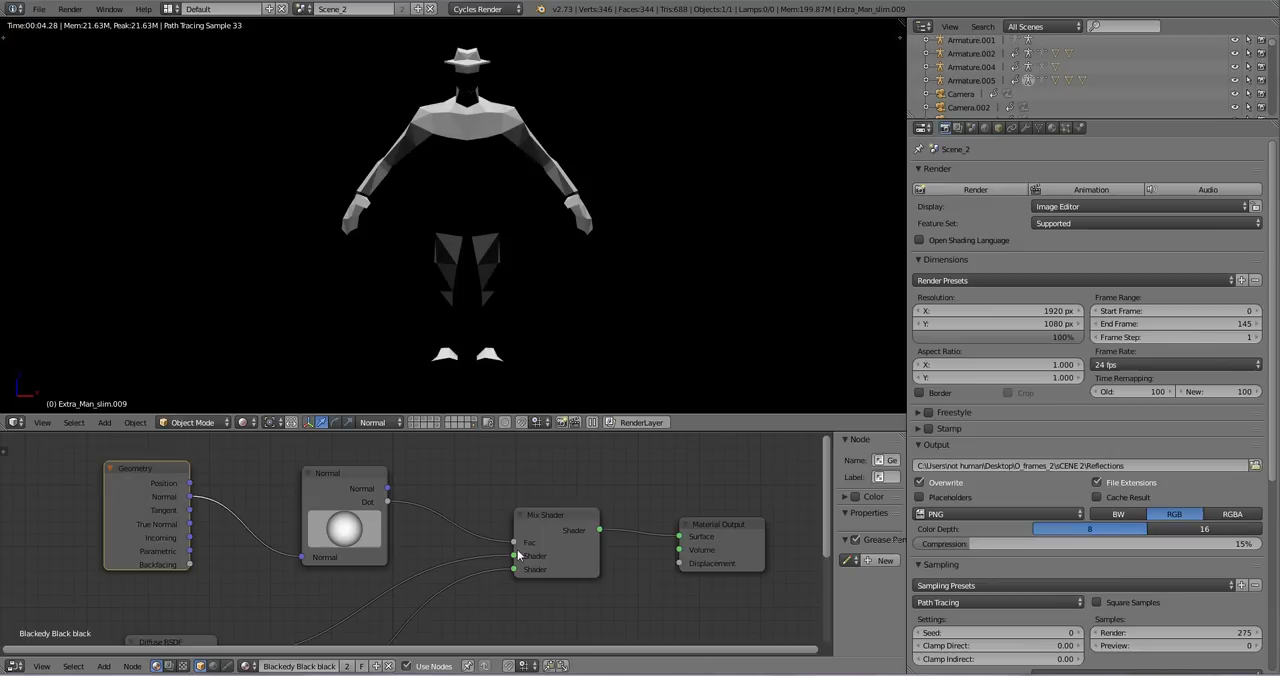 File Render Window Help Default Scene_2 2 Cycles Render v2.73 | Verts:346 | Faces:344 | Tris:688 | Objects:1/1 | Lamps:0/0 | Mem:199.87M | Extra_Man_slim.009
Time:00:04.28 | Mem:21.63M, Peak:21.63M | Path Tracing Sample 33
View Search All Scenes
Armature.001
Armature.002
Armature.004
Armature.005
Camera
Camera.002
Scene_2
Render
Render Animation Audio
Display: Image Editor
Feature Set: Supported
Open Shading Language
Dimensions
Render Presets
Resolution: Frame Range:
X: 1920 px Start Frame: 0
Y: 1080 px End Frame: 145
100% Frame Step: 1
Aspect Ratio: Frame Rate:
X: 1.000 24 fps
Y: 1.000 Time Remapping:
Border Crop Old: 100 New: 100
Freestyle
Stamp
Output
C:\Users\not human\Desktop\O_frames_2\sCENE 2\Reflections
Overwrite File Extensions
Placeholders Cache Result
PNG BW RGB RGBA
Color Depth: 8 16
Compression: 15%
Sampling
Sampling Presets
Path Tracing Square Samples
Settings: Samples:
Seed: 0 Render: 275
Clamp Direct: 0.00 Preview: 0
Clamp Indirect: 0.00
(0) Extra_Man_slim.009
View Select Add Object Object Mode Normal RenderLayer
Geometry
Position
Normal
Tangent
True Normal
Incoming
Parametric
Backfacing
Normal
Normal
Dot
Normal
Mix Shader
Shader
Fac
Shader
Shader
Material Output
Surface
Volume
Displacement
Diffuse BSDF
Blackedy Black black
Node
Name: Ge
Label:
Color
Properties
Grease Pen
New
View Select Add Node Blackedy Black black 2 F Use Nodes